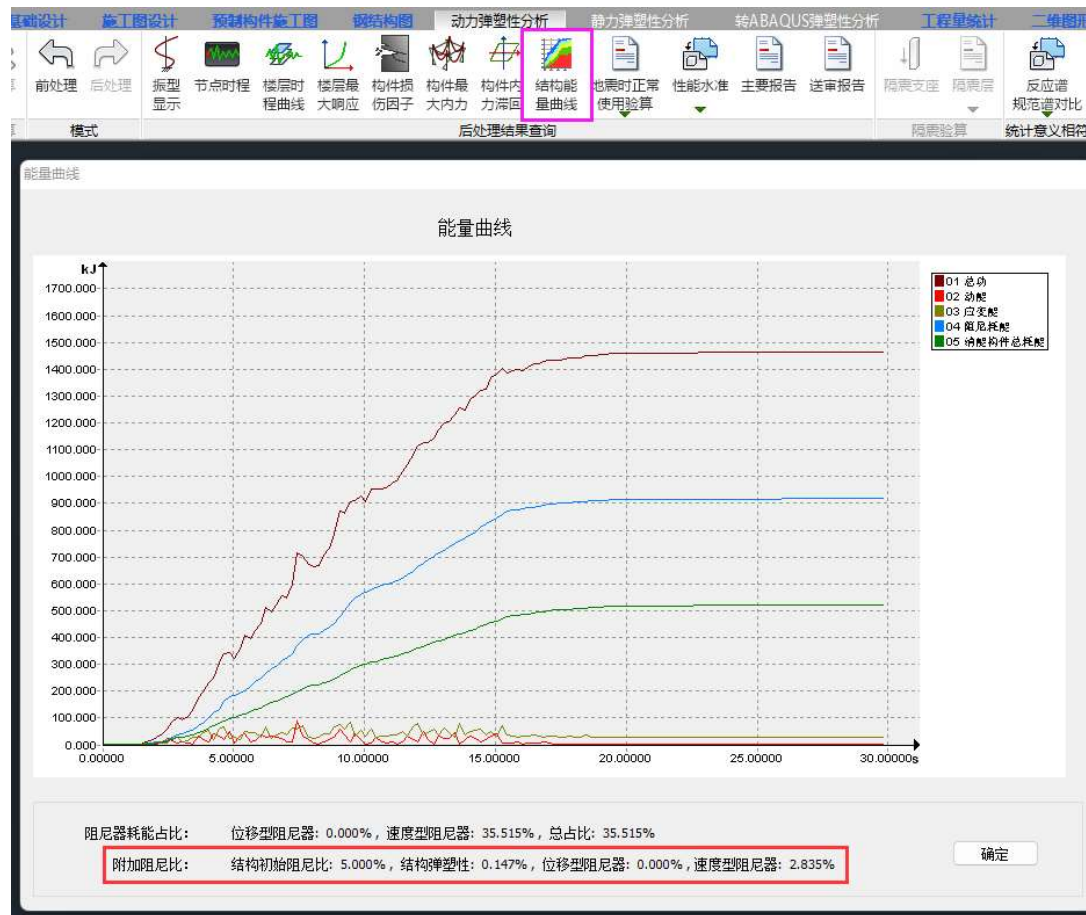 基础设计 施工图设计 预制构件施工图 钢结构图 动力弹塑性分析 静力弹塑性分析 转ABAQUS弹塑性分析 工程量统计 二维图形
前处理 后处理 振型显示 节点时程 楼层时程曲线 楼层最大响应 构件损伤因子 构件最大内力 构件内力滞回 结构能量曲线 地震时正常使用验算 性能水准 主要报告 送审报告 隔震支座 隔震层 反应谱规范谱对比
模式 后处理结果查询 隔震验算 统计意义相符
能量曲线
能量曲线
kJ
1700.000
1600.000
1500.000
1400.000
1300.000
1200.000
1100.000
1000.000
900.000
800.000
700.000
600.000
500.000
400.000
300.000
200.000
100.000
0.000
0.00000 5.00000 10.00000 15.00000 20.00000 25.00000 30.00000s
01 总功
02 动能
03 应变能
04 阻尼耗能
05 消能构件总耗能
阻尼器耗能占比: 位移型阻尼器: 0.000%, 速度型阻尼器: 35.515%, 总占比: 35.515%
附加阻尼比: 结构初始阻尼比: 5.000%, 结构弹塑性: 0.147%, 位移型阻尼器: 0.000%, 速度型阻尼器: 2.835%
确定